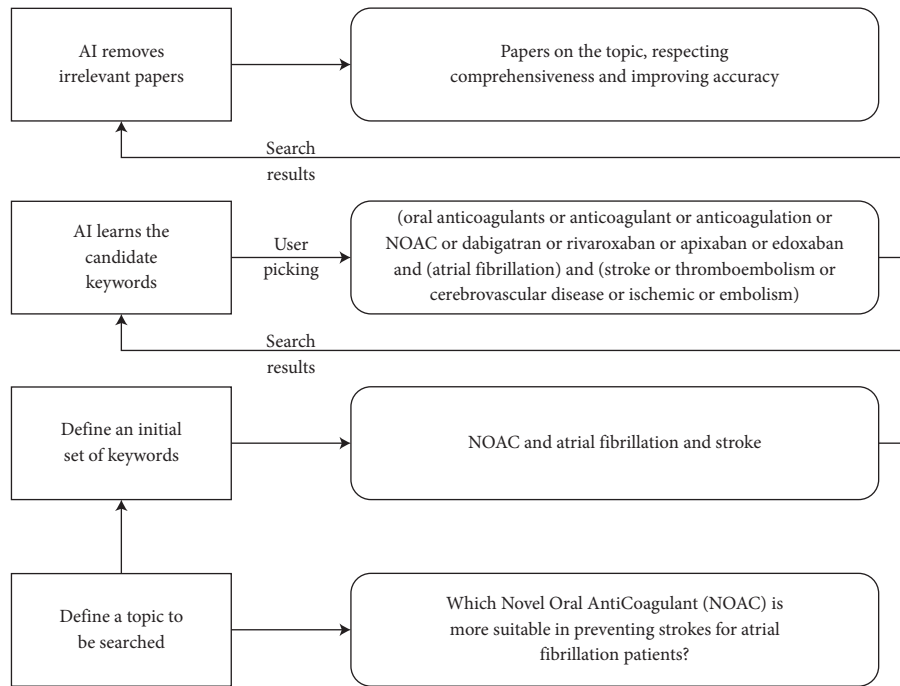 AI removes
irrelevant papers
Papers on the topic, respecting
comprehensiveness and improving accuracy
Search
results
AI learns the
candidate
keywords
User
picking
(oral anticoagulants or anticoagulant or anticoagulation or
NOAC or dabigatran or rivaroxaban or apixaban or edoxaban
and (atrial fibrillation) and (stroke or thromboembolism or
cerebrovascular disease or ischemic or embolism)
Search
results
Define an initial
set of keywords
NOAC and atrial fibrillation and stroke
Define a topic to
be searched
Which Novel Oral AntiCoagulant (NOAC) is
more suitable in preventing strokes for atrial
fibrillation patients?